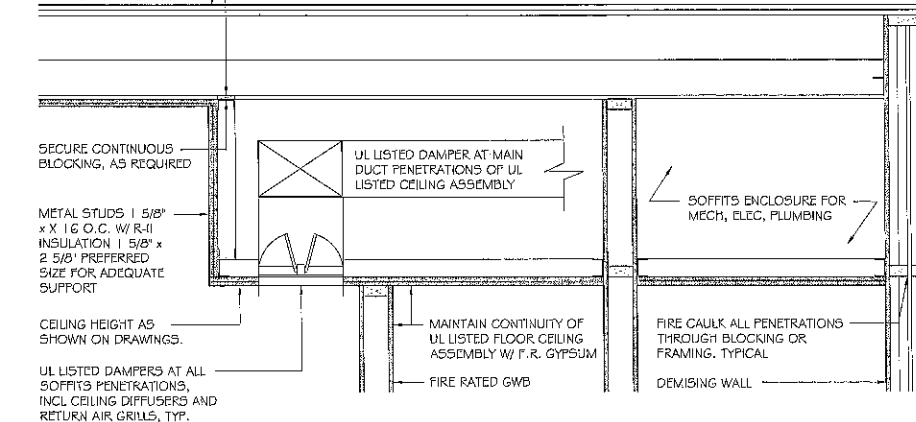 SECURE CONTINUOUS
BLOCKING, AS REQUIRED
METAL STUDS 1 5/8"
x X 16 O.C. W/ R-11
INSULATION 1 5/8" x
2 5/8' PREFERRED
SIZE FOR ADEQUATE
SUPPORT
CEILING HEIGHT AS
SHOWN ON DRAWINGS.
UL LISTED DAMPERS AT ALL
SOFFITS PENETRATIONS,
INCL CEILING DIFFUSERS AND
RETURN AIR GRILLS, TYP.
UL LISTED DAMPER AT MAIN
DUCT PENETRATIONS OF UL
LISTED CEILING ASSEMBLY
MAINTAIN CONTINUITY OF
UL LISTED FLOOR CEILING
ASSEMBLY W/ F.R. GYPSUM
FIRE RATED GWB
SOFFITS ENCLOSURE FOR
MECH, ELEC, PLUMBING
FIRE CAULK ALL PENETRATIONS
THROUGH BLOCKING OR
FRAMING. TYPICAL
DEMISING WALL